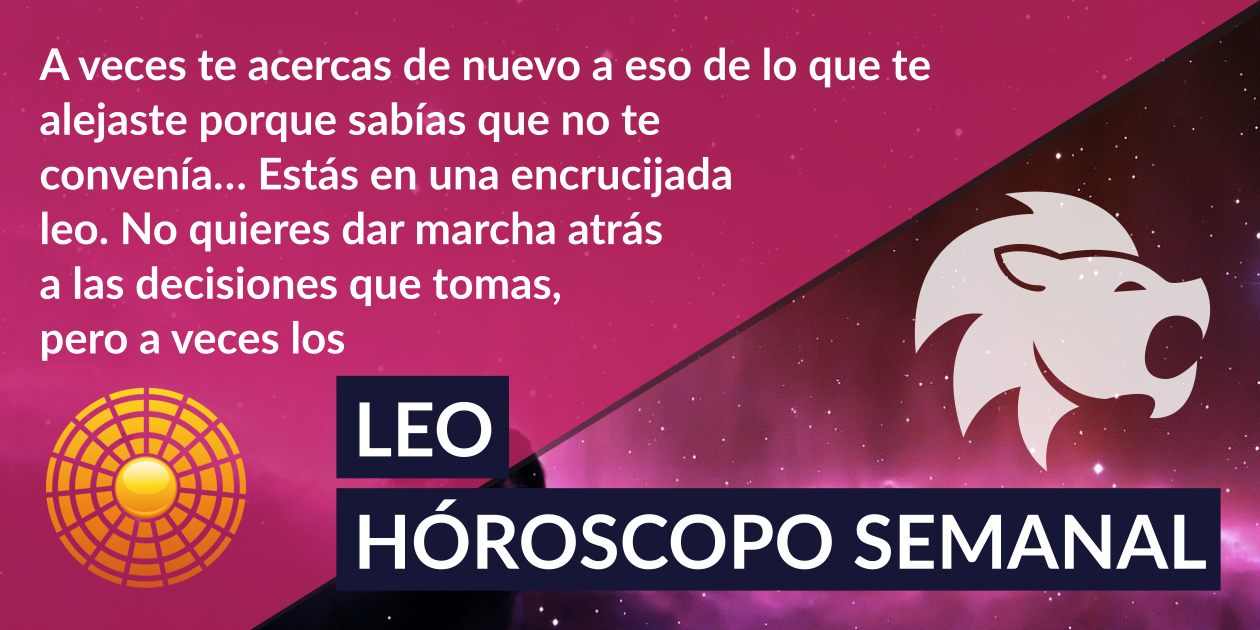 A veces te acercas de nuevo a eso de lo que te
alejaste porque sabías que no te
convenía... Estás en una encrucijada
leo. No quieres dar marcha atrás
a las decisiones que tomas,
pero a veces los
LEO
HÓROSCOPO SEMANAL